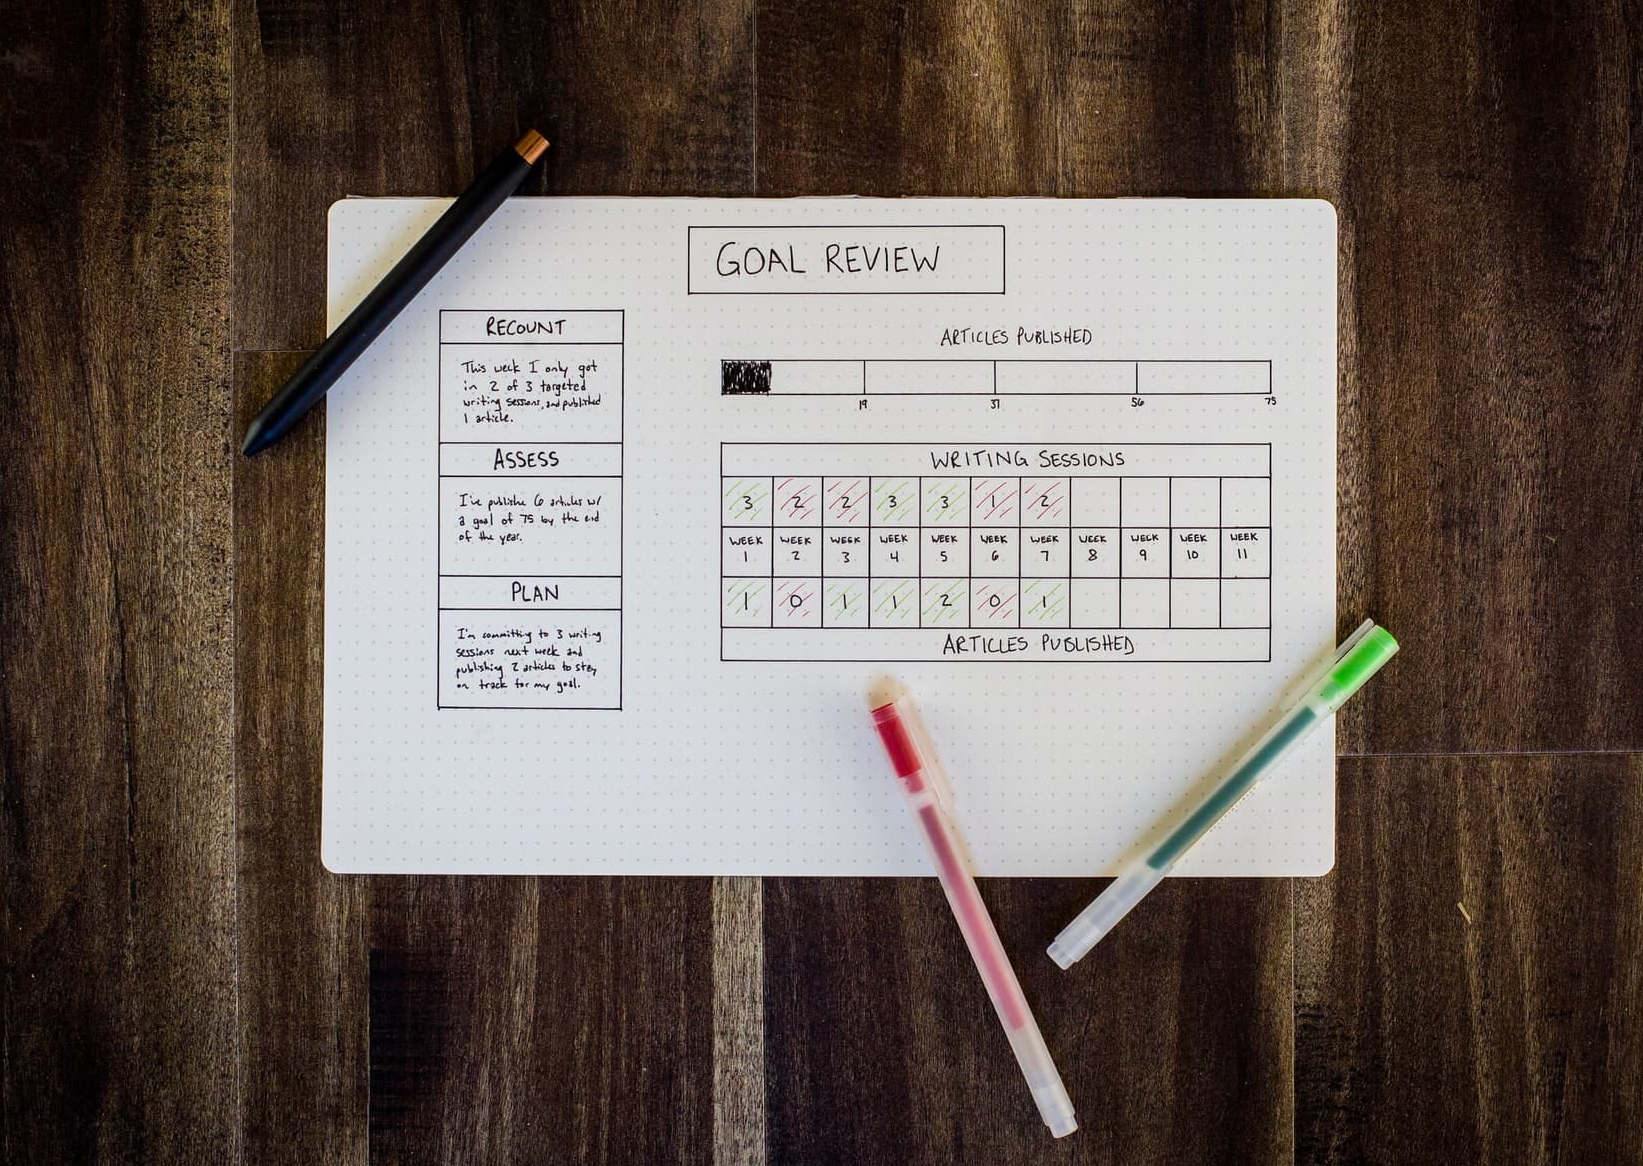 GOAL REVIEW
RECOUNT
This week I only got
in 2 of 3 targeted
writing sessions, and published
1 article.
ASSESS
I've publishe 6 articles w/
a goal of 75 by the end
of the year.
PLAN
I'm committing to 3 writing
sessions next week and
publishing 2 articles to stay
on track for my goal.
ARTICLES PUBLISHED
19 37 56 75
WRITING SESSIONS
3 2 2 3 3 1 2
WEEK WEEK WEEK WEEK WEEK WEEK WEEK WEEK WEEK WEEK WEEK
1 2 3 4 5 6 7 8 9 10 11
1 0 1 1 2 0 1
ARTICLES PUBLISHED